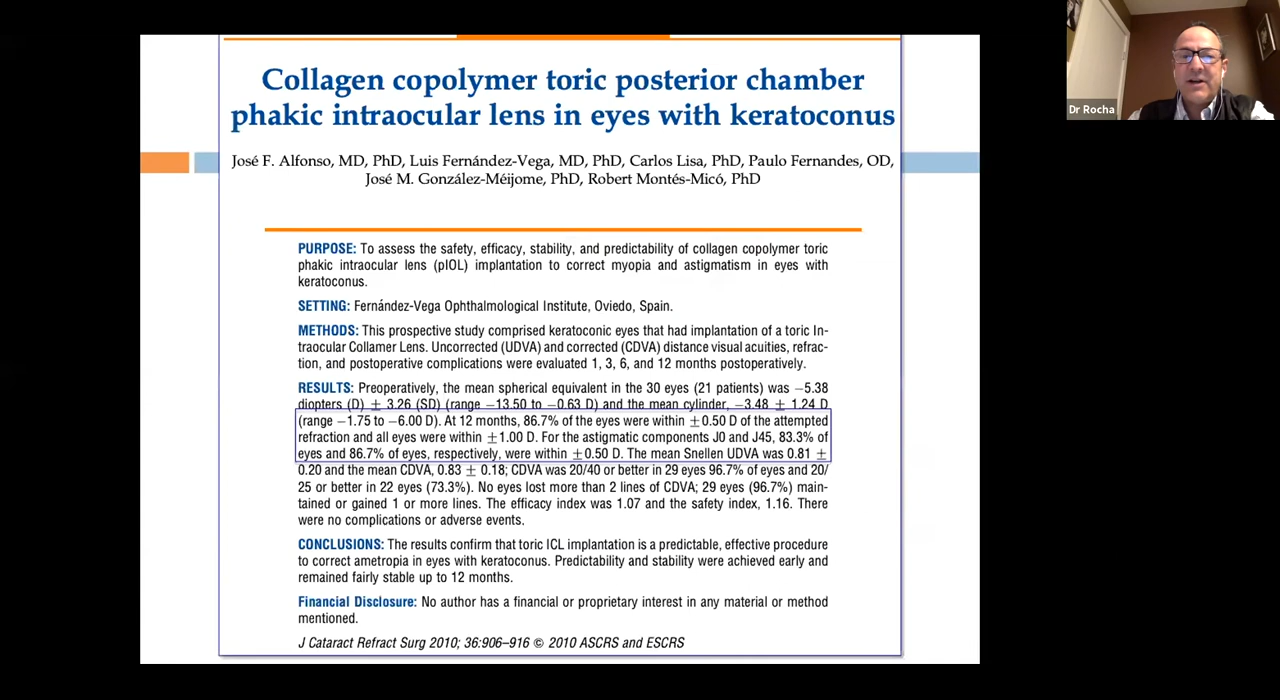 Collagen copolymer toric posterior chamber
phakic intraocular lens in eyes with keratoconus
José F. Alfonso, MD, PhD, Luis Fernández-Vega, MD, PhD, Carlos Lisa, PhD, Paulo Fernandes, OD,
José M. González-Méijome, PhD, Robert Montés-Micó, PhD
PURPOSE: To assess the safety, efficacy, stability, and predictability of collagen copolymer toric
phakic intraocular lens (pIOL) implantation to correct myopia and astigmatism in eyes with
keratoconus.
SETTING: Fernández-Vega Ophthalmological Institute, Oviedo, Spain.
METHODS: This prospective study comprised keratoconic eyes that had implantation of a toric In-
traocular Collamer Lens. Uncorrected (UDVA) and corrected (CDVA) distance visual acuities, refrac-
tion, and postoperative complications were evaluated 1, 3, 6, and 12 months postoperatively.
RESULTS: Preoperatively, the mean spherical equivalent in the 30 eyes (21 patients) was −5.38
diopters (D) ± 3.26 (SD) (range −13.50 to −0.63 D) and the mean cylinder, −3.48 ± 1.24 D
(range −1.75 to −6.00 D). At 12 months, 86.7% of the eyes were within ±0.50 D of the attempted
refraction and all eyes were within ±1.00 D. For the astigmatic components J0 and J45, 83.3% of
eyes and 86.7% of eyes, respectively, were within ±0.50 D. The mean Snellen UDVA was 0.81 ±
0.20 and the mean CDVA, 0.83 ± 0.18; CDVA was 20/40 or better in 29 eyes 96.7% of eyes and 20/
25 or better in 22 eyes (73.3%). No eyes lost more than 2 lines of CDVA; 29 eyes (96.7%) main-
tained or gained 1 or more lines. The efficacy index was 1.07 and the safety index, 1.16. There
were no complications or adverse events.
CONCLUSIONS: The results confirm that toric ICL implantation is a predictable, effective procedure
to correct ametropia in eyes with keratoconus. Predictability and stability were achieved early and
remained fairly stable up to 12 months.
Financial Disclosure: No author has a financial or proprietary interest in any material or method
mentioned.
J Cataract Refract Surg 2010; 36:906–916 © 2010 ASCRS and ESCRS
Dr Rocha